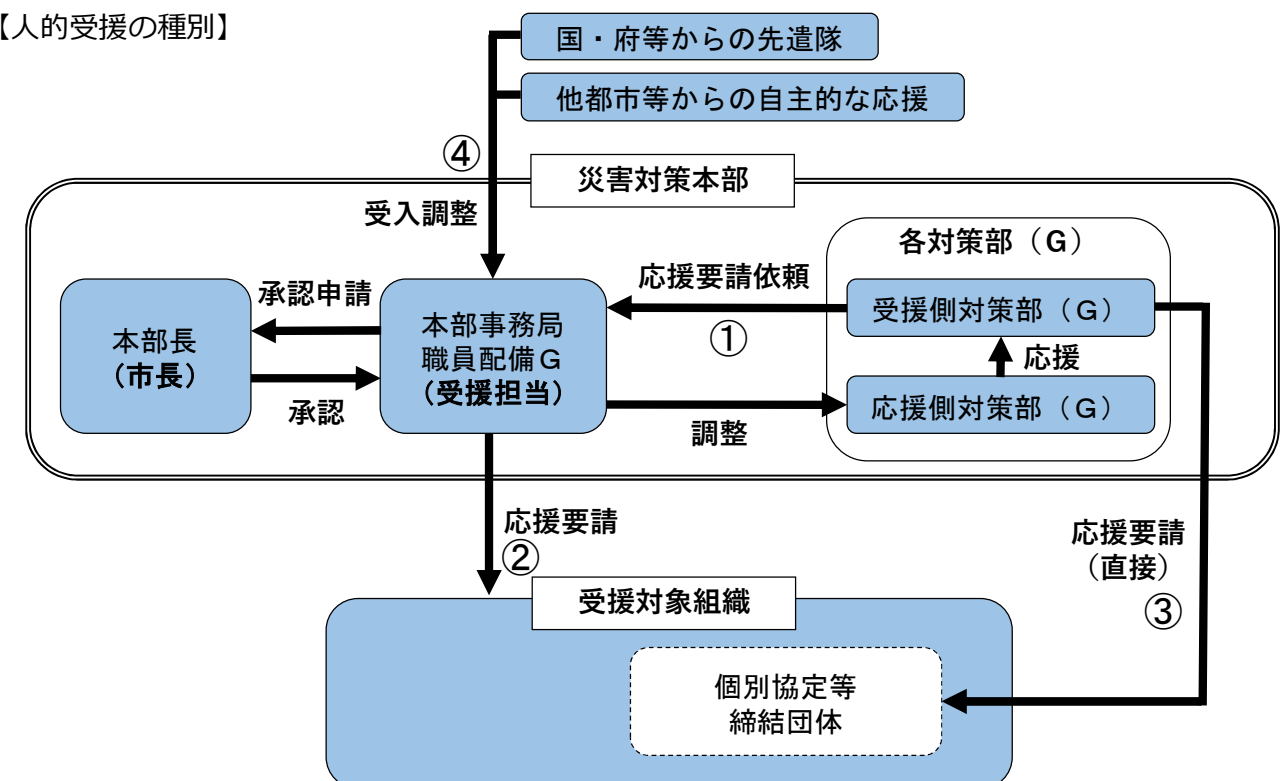 【人的受援の種別】
国・府等からの先遣隊
他都市等からの自主的な応援
④
災害対策本部
受入調整
各対策部（G）
承認申請
応援要請依頼
受援側対策部（G）
本部長
（市長）
本部事務局
職員配備G
（受援担当）
①
応援
承認
調整
応援側対策部（G）
応援要請
②
応援要請
（直接）
③
受援対象組織
個別協定等
締結団体